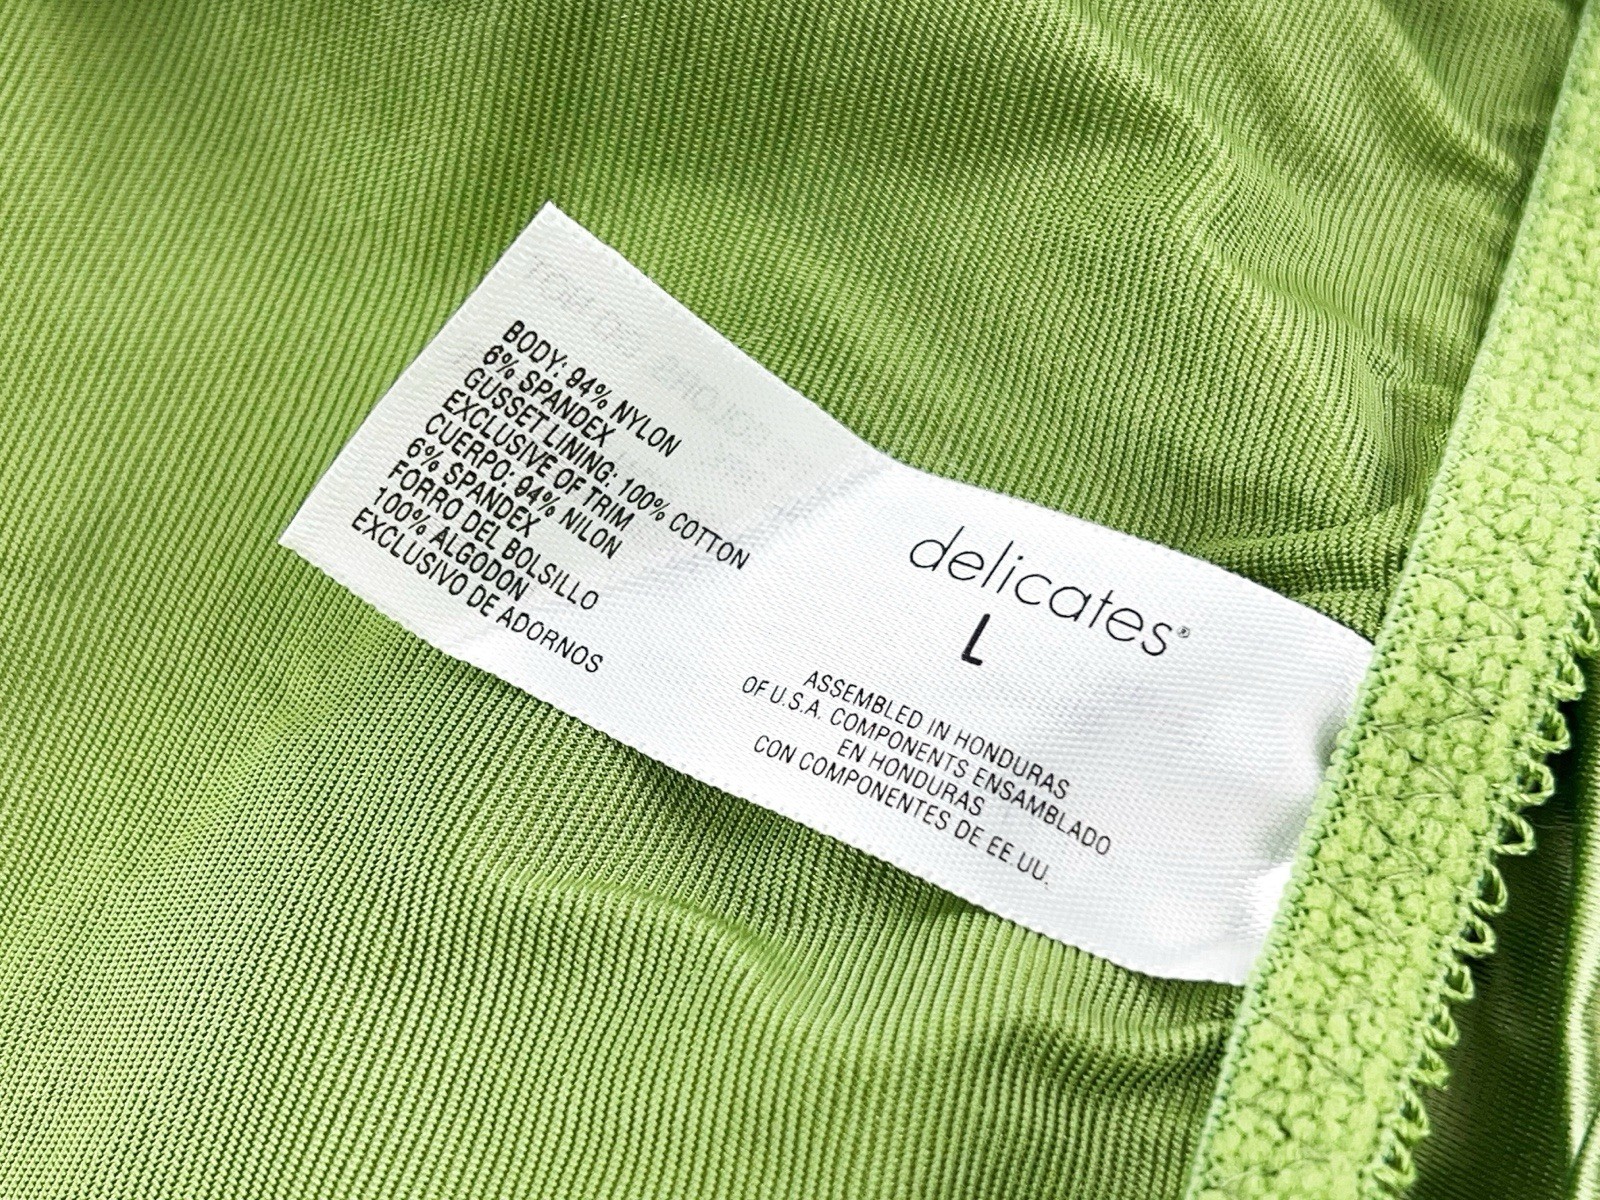 BODY: 94% NYLON
6% SPANDEX
GUSSET LINING: 100% COTTON
EXCLUSIVE OF TRIM
CUERPO: 94% NILON
6% SPANDEX
FORRO DEL BOLSILLO
100% ALGODON
EXCLUSIVO DE ADORNOS
delicates®
L
ASSEMBLED IN HONDURAS
OF U.S.A. COMPONENTS ENSAMBLADO
EN HONDURAS
CON COMPONENTES DE EE UU.